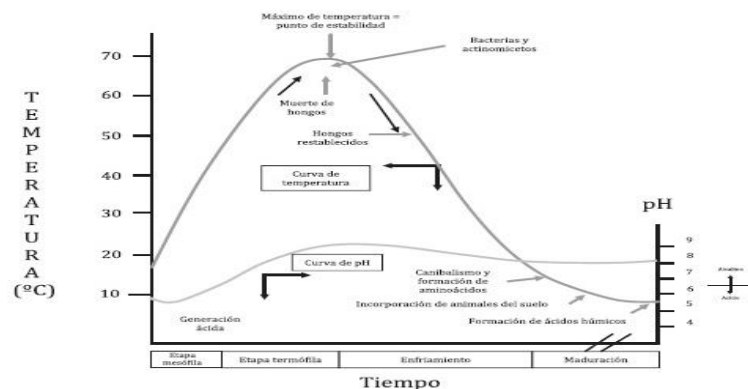 Máximo de temperatura =
punto de estabilidad
Bacterias y
actinomicetos
70
60
50
40
30
20
10
TEMPERATURA
(ºC)
Muerte de
hongos
Hongos
restablecidos
Curva de
temperatura
pH
9
8
7
6
5
4
Curva de pH
Canibalismo y
formación de
aminoácidos
Incorporación de animales del suelo
Generación
ácida
Formación de ácidos húmicos
Etapa
mesófila
Etapa termófila
Enfriamiento
Maduración
Tiempo